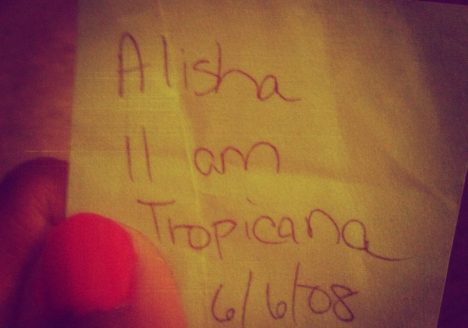 Alisha
11 am
Tropicana
6/6/08